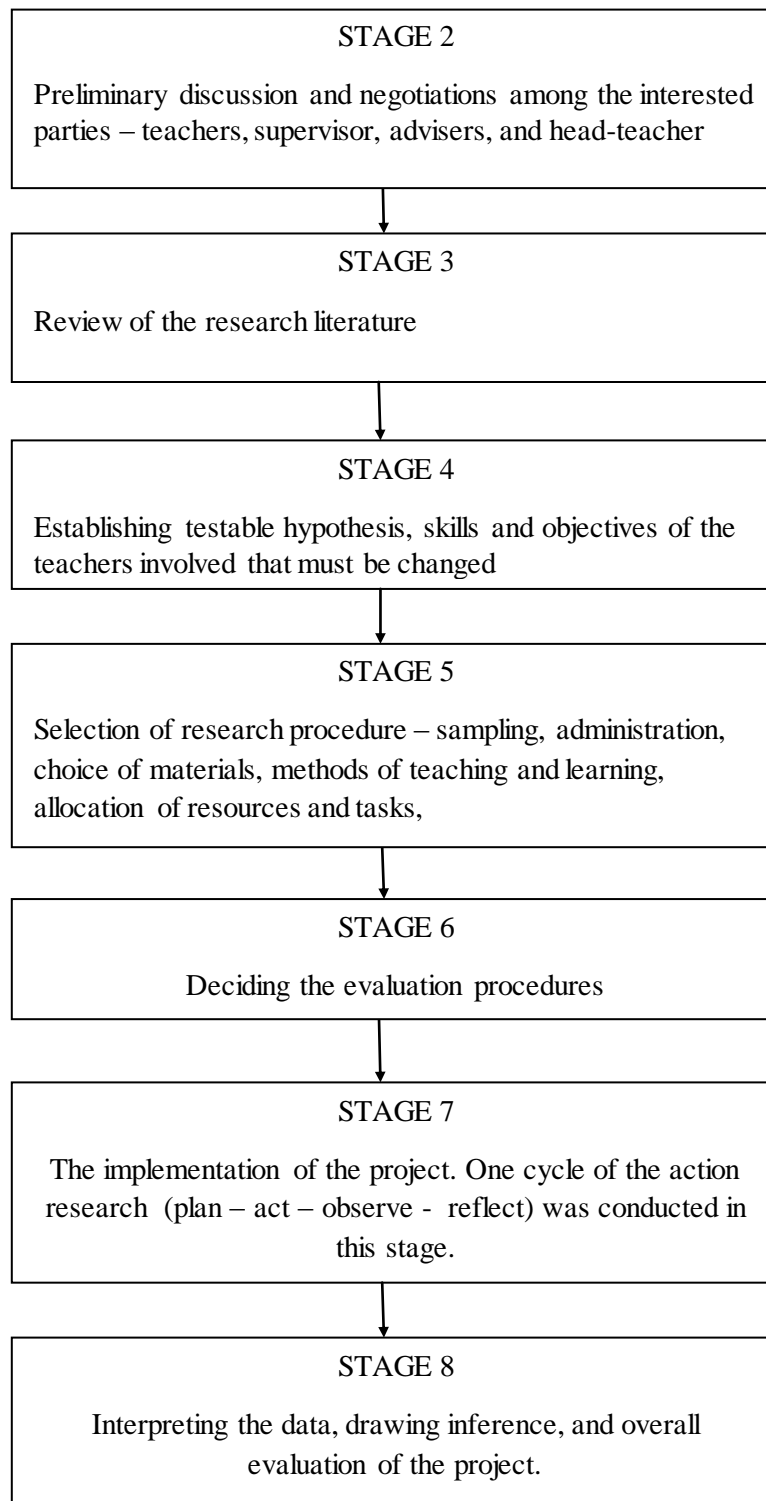 STAGE 2
Preliminary discussion and negotiations among the interested
parties – teachers, supervisor, advisers, and head-teacher
STAGE 3
Review of the research literature
STAGE 4
Establishing testable hypothesis, skills and objectives of the
teachers involved that must be changed
STAGE 5
Selection of research procedure – sampling, administration,
choice of materials, methods of teaching and learning,
allocation of resources and tasks,
STAGE 6
Deciding the evaluation procedures
STAGE 7
The implementation of the project. One cycle of the action
research (plan – act – observe - reflect) was conducted in
this stage.
STAGE 8
Interpreting the data, drawing inference, and overall
evaluation of the project.